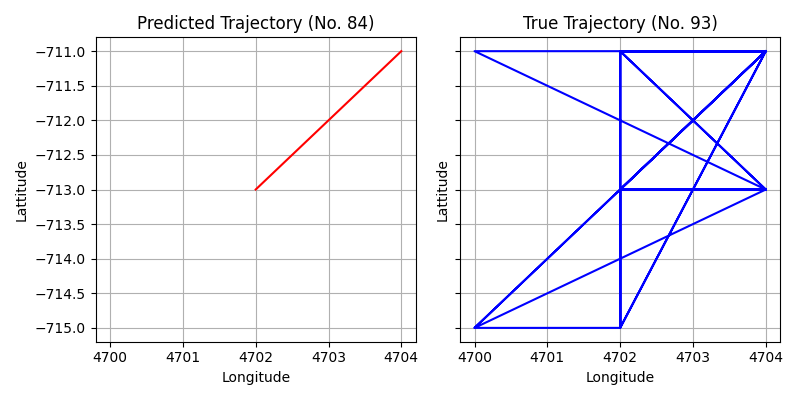 Predicted Trajectory (No. 84)
True Trajectory (No. 93)
Lattitude
−711.0
−711.5
−712.0
−712.5
−713.0
−713.5
−714.0
−714.5
−715.0
Lattitude
4700 4701 4702 4703 4704
4700 4701 4702 4703 4704
Longitude
Longitude